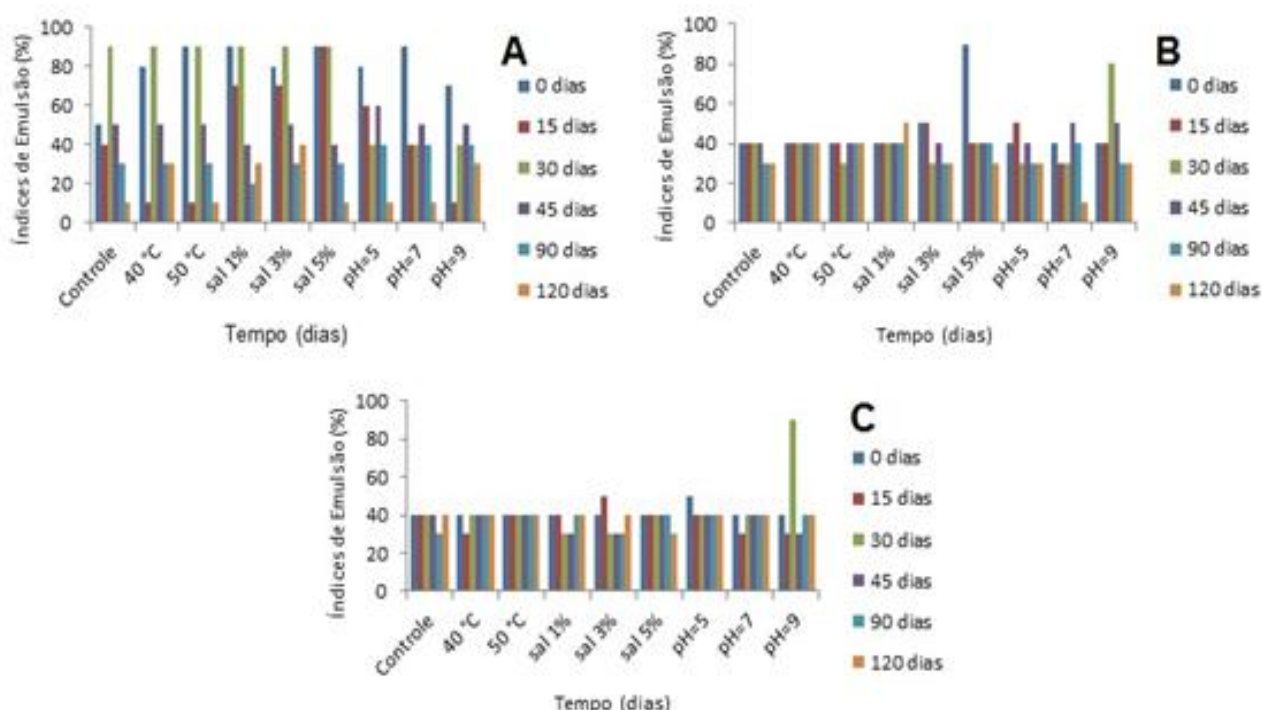 A
Índices de Emulsão (%)
100
80
60
40
20
0
Controle
40 °C
50 °C
sal 1%
sal 3%
sal 5%
pH=5
pH=7
pH=9
Tempo (dias)
0 dias
15 dias
30 dias
45 dias
90 dias
120 dias
B
Índices de Emulsão (%)
100
80
60
40
20
0
Controle
40 °C
50 °C
sal 1%
sal 3%
sal 5%
pH=5
pH=7
pH=9
Tempo (dias)
0 dias
15 dias
30 dias
45 dias
90 dias
120 dias
C
Índices de Emulsão (%)
100
80
60
40
20
0
Controle
40 °C
50 °C
sal 1%
sal 3%
sal 5%
pH=5
pH=7
pH=9
Tempo (dias)
0 dias
15 dias
30 dias
45 dias
90 dias
120 dias